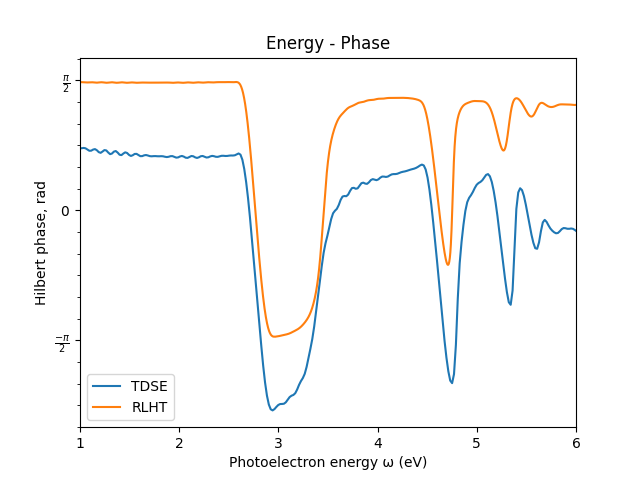 Energy - Phase
Hilbert phase, rad
π/2
0
-π/2
TDSE
RLHT
1 2 3 4 5 6
Photoelectron energy ω (eV)